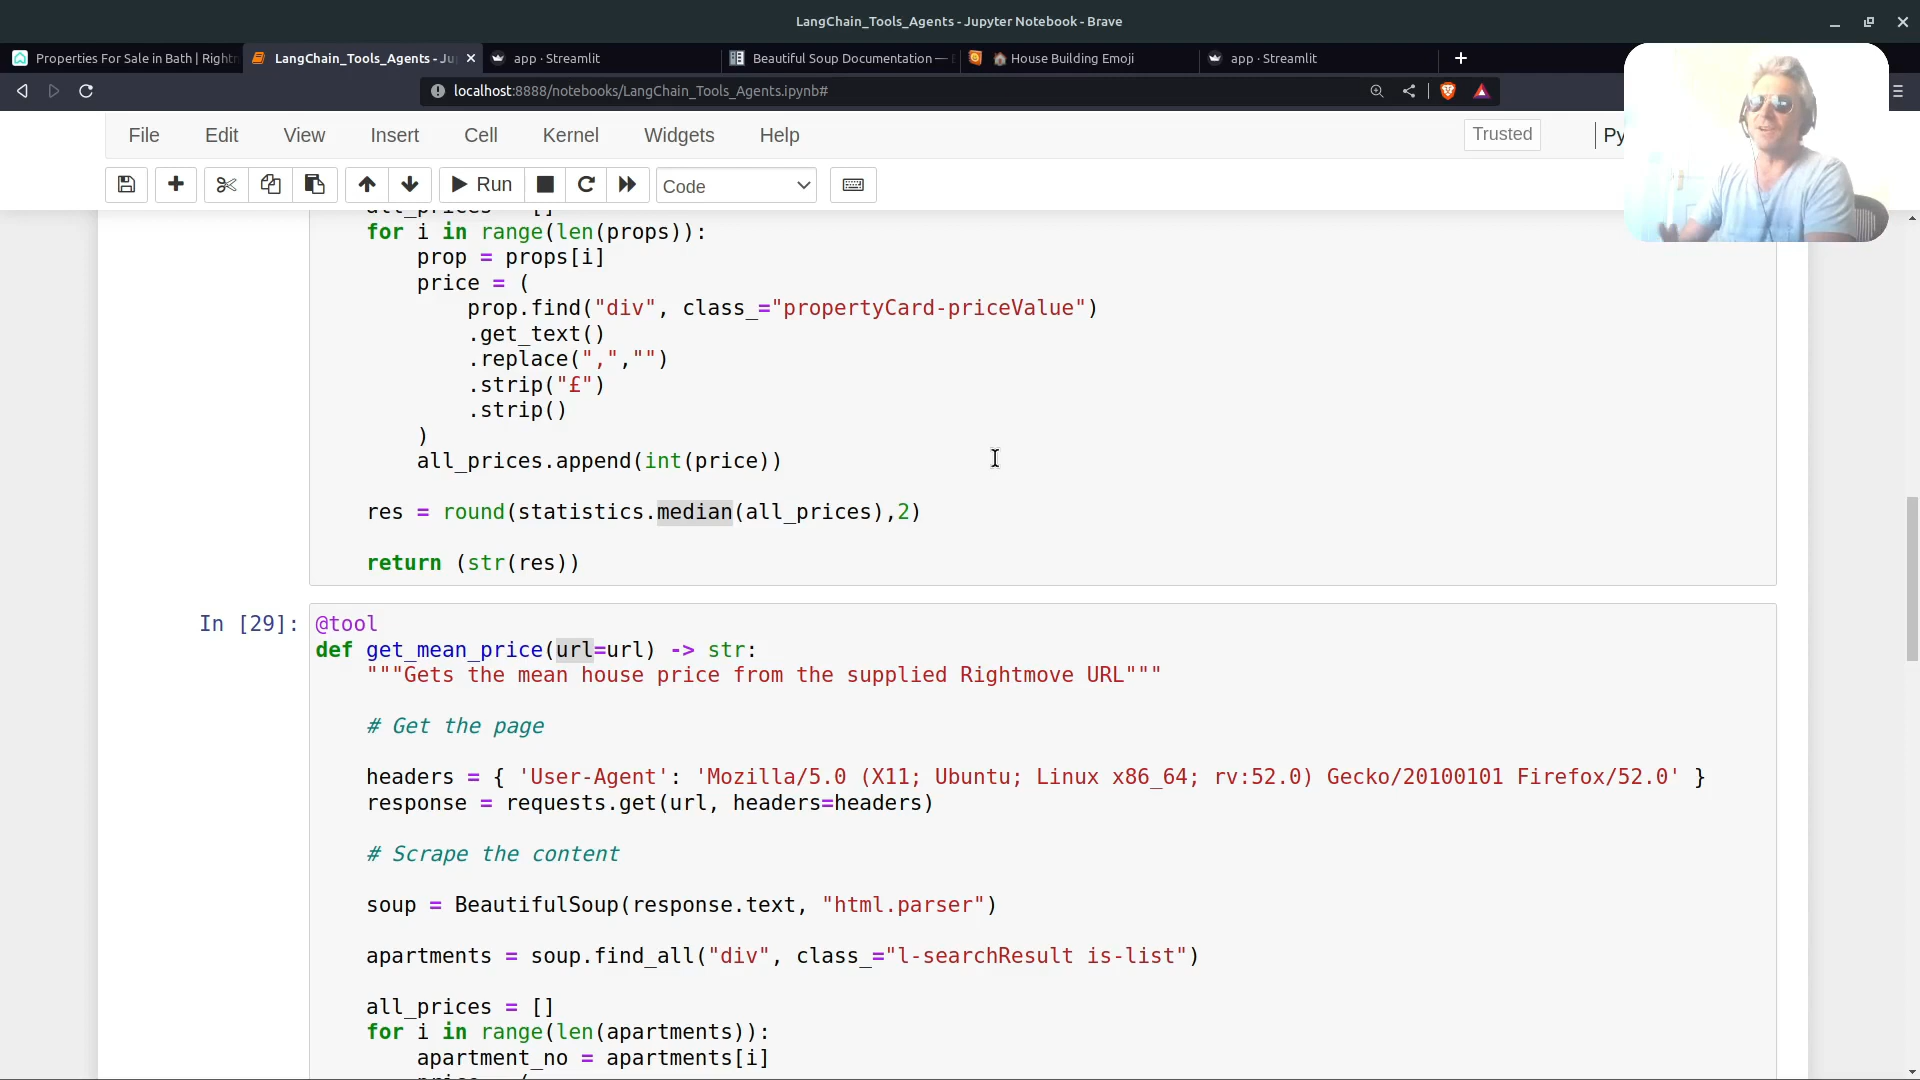 LangChain_Tools_Agents - Jupyter Notebook - Brave
Properties For Sale in Bath | Rightm
LangChain_Tools_Agents - Ju
app · Streamlit
Beautiful Soup Documentation —
🏠 House Building Emoji
app · Streamlit
localhost:8888/notebooks/LangChain_Tools_Agents.ipynb#
File Edit View Insert Cell Kernel Widgets Help Trusted Py
Run Code
all_prices = []
for i in range(len(props)):
prop = props[i]
price = (
prop.find("div", class_="propertyCard-priceValue")
.get_text()
.replace(",","")
.strip("£")
.strip()
)
all_prices.append(int(price))
res = round(statistics.median(all_prices),2)
return (str(res))
In [29]:
@tool
def get_mean_price(url=url) -> str:
"""Gets the mean house price from the supplied Rightmove URL"""
# Get the page
headers = { 'User-Agent': 'Mozilla/5.0 (X11; Ubuntu; Linux x86_64; rv:52.0) Gecko/20100101 Firefox/52.0' }
response = requests.get(url, headers=headers)
# Scrape the content
soup = BeautifulSoup(response.text, "html.parser")
apartments = soup.find_all("div", class_="l-searchResult is-list")
all_prices = []
for i in range(len(apartments)):
apartment_no = apartments[i]